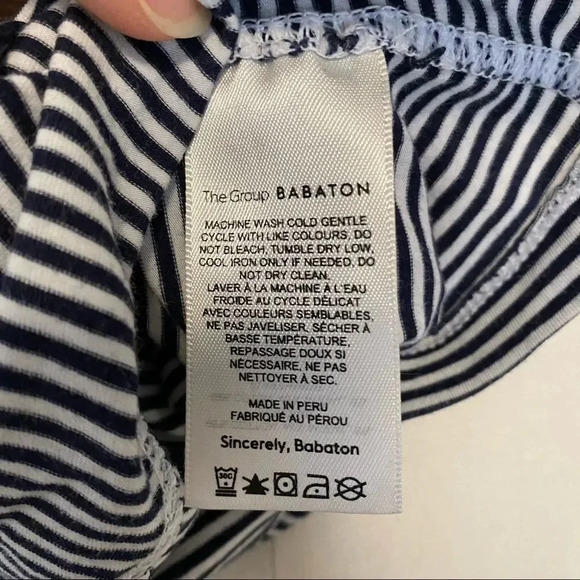 The Group BABATON
MACHINE WASH COLD GENTLE
CYCLE WITH LIKE COLOURS, DO
NOT BLEACH, TUMBLE DRY LOW,
COOL IRON ONLY IF NEEDED. DO
NOT DRY CLEAN.
LAVER À LA MACHINE À L'EAU
FROIDE AU CYCLE DÉLICAT
AVEC COULEURS SEMBLABLES,
NE PAS JAVELISER, SÉCHER À
BASSE TEMPÉRATURE,
REPASSAGE DOUX SI
NÉCESSAIRE, NE PAS
NETTOYER À SEC.
MADE IN PERU
FABRIQUÉ AU PÉROU
Sincerely, Babaton
30C